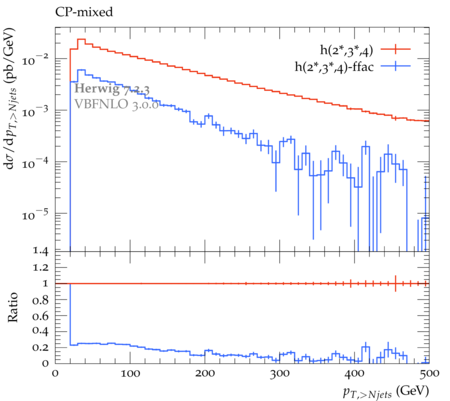 CP-mixed
h(2*,3*,4)
h(2*,3*,4)-ffac
Herwig 7.2.3
VBFNLO 3.0.0
dσ/dp_{T,>Njets} (pb/GeV)
10^{-2}
10^{-3}
10^{-4}
10^{-5}
1.4
1.2
1
0.8
0.6
0.4
0.2
0
Ratio
0 100 200 300 400 500
p_{T,>Njets} (GeV)